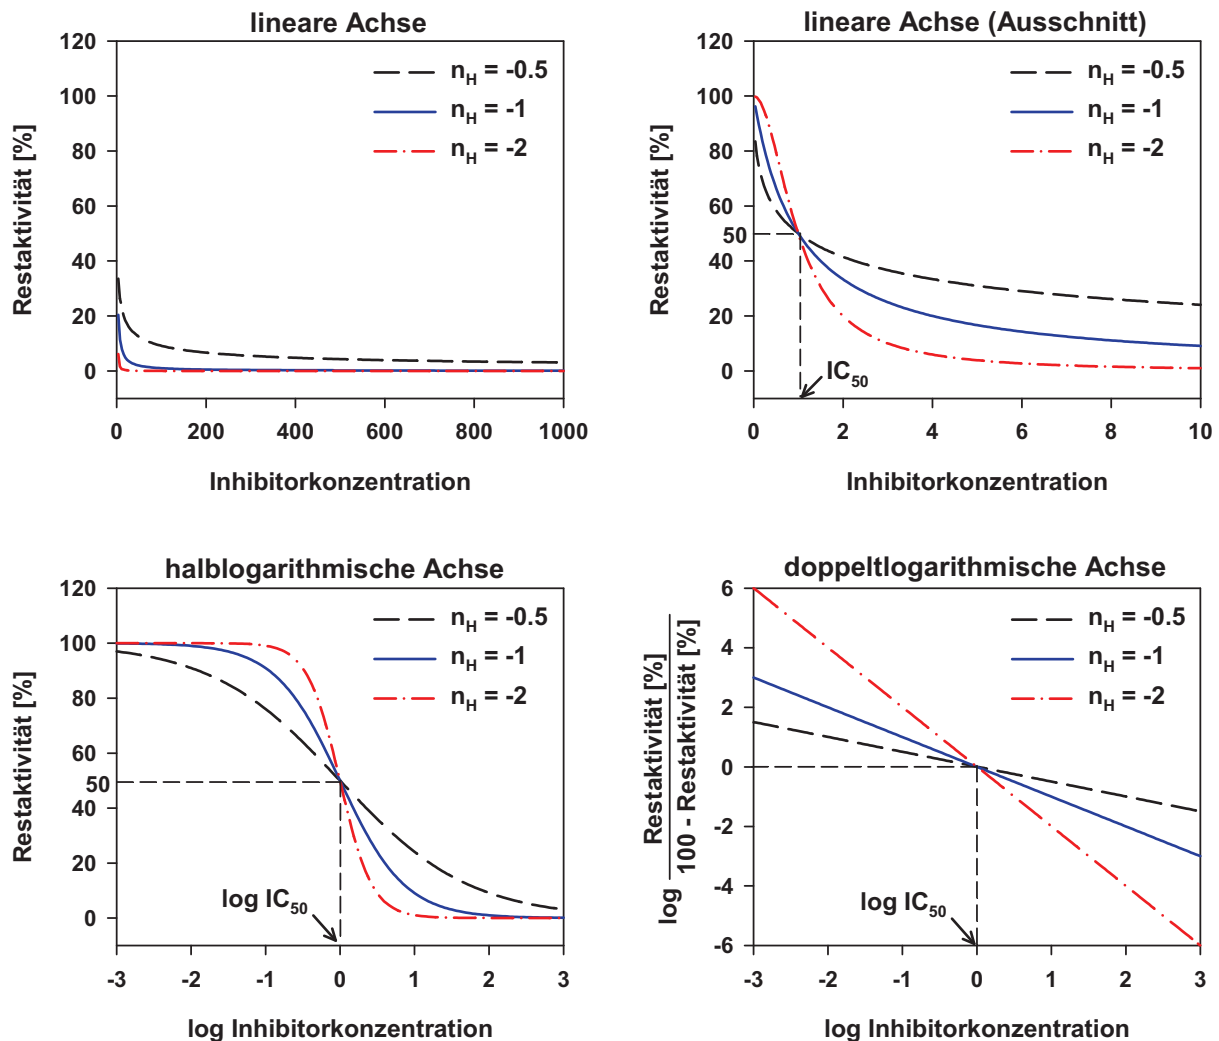 lineare Achse
120
100
80
60
40
20
0
Restaktivität [%]
n_H = -0.5
n_H = -1
n_H = -2
0 200 400 600 800 1000
Inhibitorkonzentration
lineare Achse (Ausschnitt)
120
100
80
60
50
40
20
0
Restaktivität [%]
n_H = -0.5
n_H = -1
n_H = -2
IC_50
0 2 4 6 8 10
Inhibitorkonzentration
halblogarithmische Achse
120
100
80
60
50
40
20
0
Restaktivität [%]
n_H = -0.5
n_H = -1
n_H = -2
log IC_50
-3 -2 -1 0 1 2 3
log Inhibitorkonzentration
doppeltlogarithmische Achse
6
4
2
0
-2
-4
-6
log Restaktivität [%]
100 - Restaktivität [%]
n_H = -0.5
n_H = -1
n_H = -2
log IC_50
-3 -2 -1 0 1 2 3
log Inhibitorkonzentration